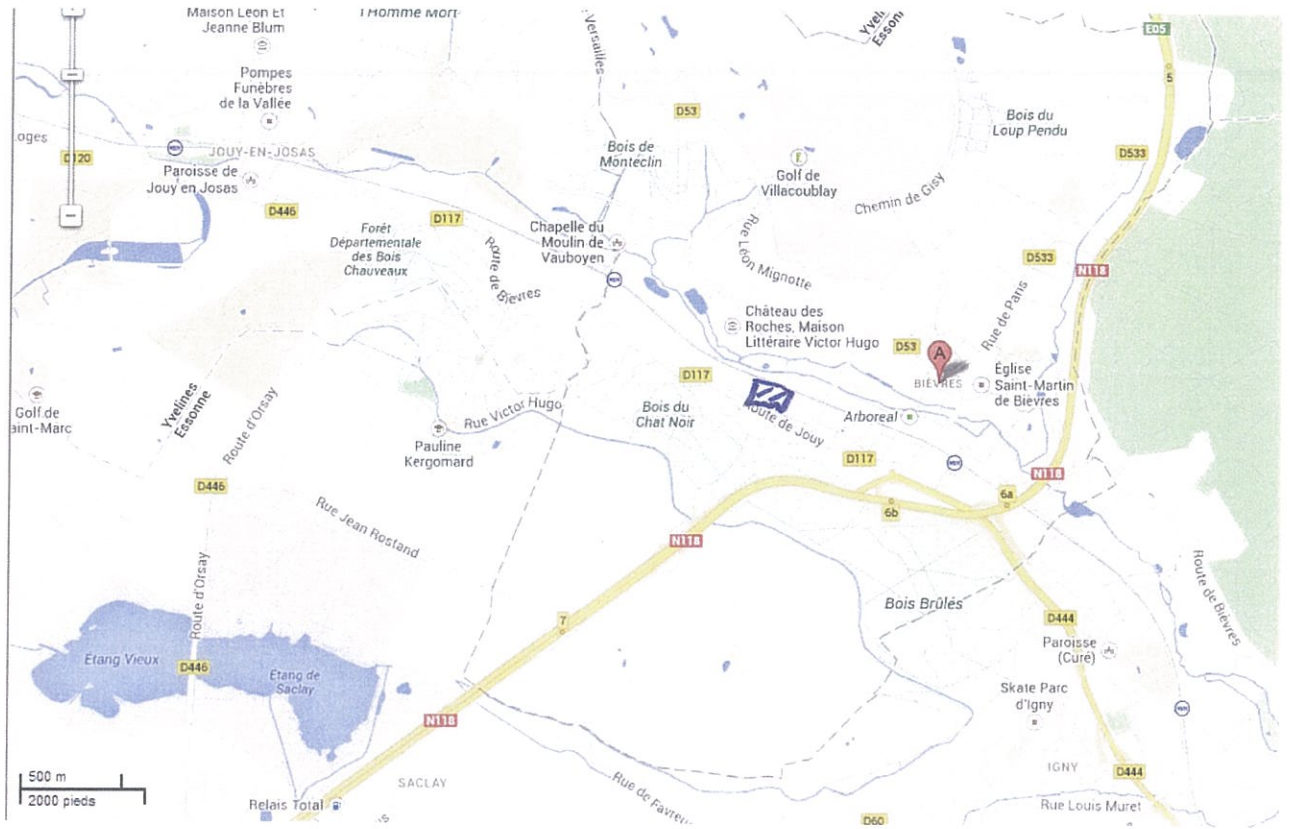 Maison Léon Et
Jeanne Blum
l'Homme Mort
Versailles
Yvelines
Essonne
E05
5
Pompes
Funèbres
de la Vallée
D53
Bois du
Loup Pendu
D120
JOUY-EN-JOSAS
Bois de
Montéclin
D533
Paroisse de
Jouy en Josas
Golf de
Villacoublay
D446
D117
Chemin de Gisy
Forêt
Départementale
des Bois
Chauveaux
Chapelle du
Moulin de
Vauboyen
Route de Bièvres
Rue Léon Mignotte
D533
N118
Rue de Paris
Château des
Roches, Maison
Littéraire Victor Hugo
D53
A
BIÈVRES
Église
Saint-Martin
de Bièvres
D117
Golf de
aint-Marc
Yvelines
Essonne
Route d'Orsay
Rue Victor Hugo
Bois du
Chat Noir
Route de Jouy
Arboreal
Pauline
Kergomard
D117
N118
D446
6b
6a
Rue Jean Rostand
N118
Route de Bièvres
Route d'Orsay
Bois Brûlés
7
D444
Paroisse
(Curé)
Étang Vieux
D446
Étang de
Saclay
Skate Parc
d'Igny
N118
500 m
2000 pieds
SACLAY
IGNY
D444
Relais Total
Rue de Favreu
D60
Rue Louis Muret